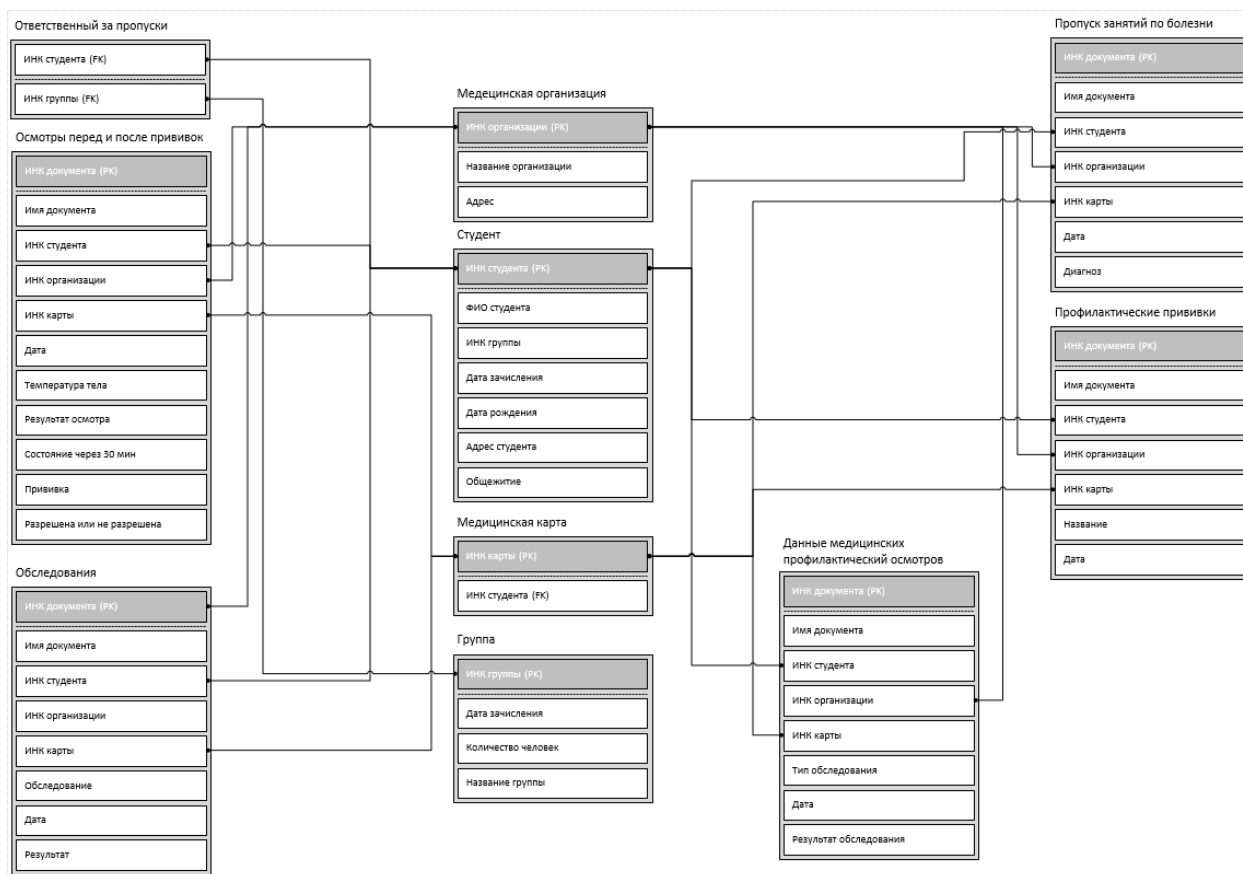 Ответственный за пропуски
ИНК студента (FK)
ИНК группы (FK)
Осмотры перед и после прививок
ИНК документа (PK)
Имя документа
ИНК студента
ИНК организации
ИНК карты
Дата
Температура тела
Результат осмотра
Состояние через 30 мин
Прививка
Разрешена или не разрешена
Обследования
ИНК документа (PK)
Имя документа
ИНК студента
ИНК организации
ИНК карты
Обследование
Дата
Результат
Медецинская организация
ИНК организации (PK)
Название организации
Адрес
Студент
ИНК студента (PK)
ФИО студента
ИНК группы
Дата зачисления
Дата рождения
Адрес студента
Общежитие
Медицинская карта
ИНК карты (PK)
ИНК студента (FK)
Группа
ИНК группы (PK)
Дата зачисления
Количество человек
Название группы
Данные медицинских
профилактический осмотров
ИНК документа (PK)
Имя документа
ИНК студента
ИНК организации
ИНК карты
Тип обследования
Дата
Результат обследования
Пропуск занятий по болезни
ИНК документа (PK)
Имя документа
ИНК студента
ИНК организации
ИНК карты
Дата
Диагноз
Профилактические прививки
ИНК документа (PK)
Имя документа
ИНК студента
ИНК организации
ИНК карты
Название
Дата